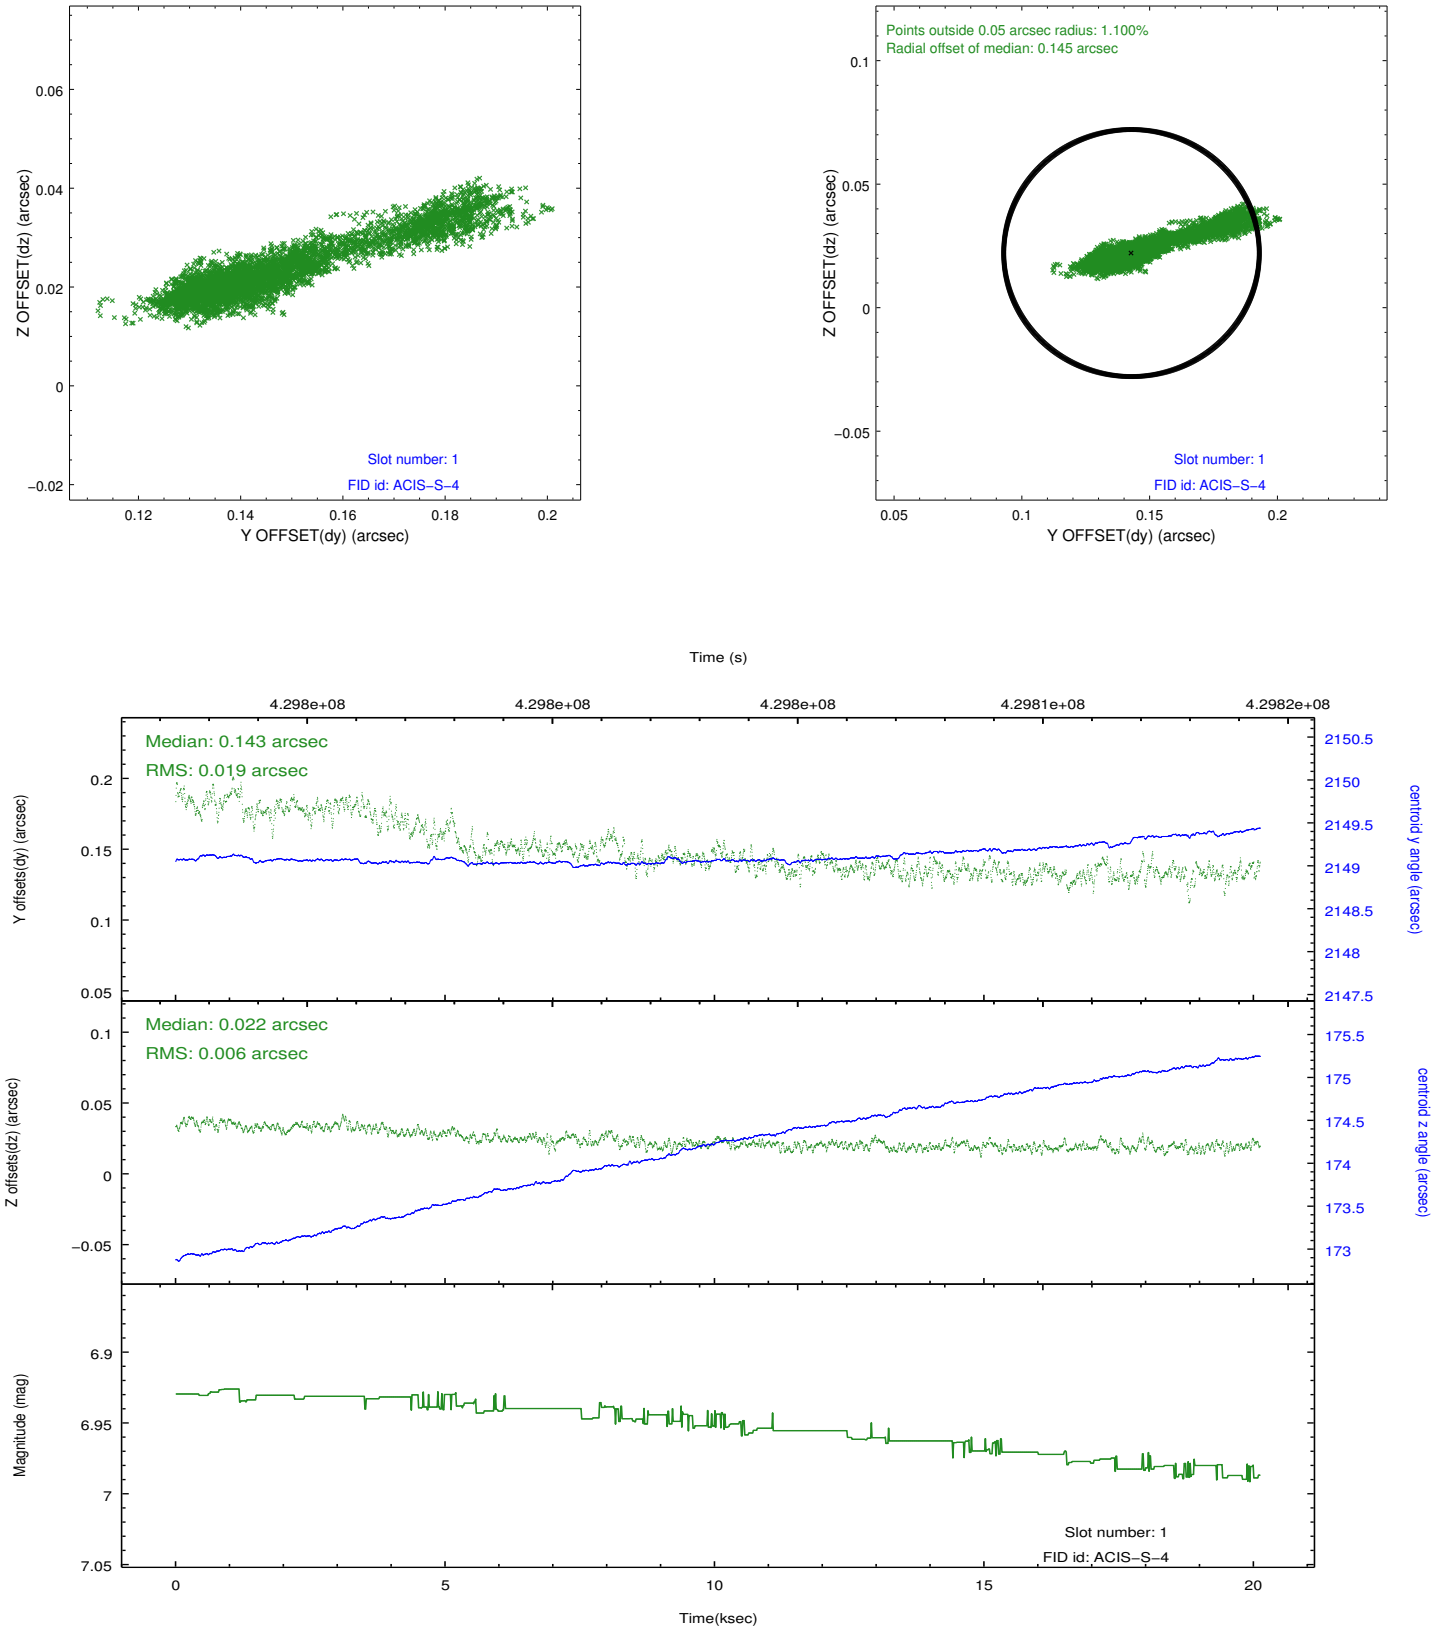 0.06
0.04
0.02
0
−0.02
Z OFFSET(dz) (arcsec)
Slot number: 1
FID id: ACIS−S−4
0.12 0.14 0.16 0.18 0.2
Y OFFSET(dy) (arcsec)
Points outside 0.05 arcsec radius: 1.100%
Radial offset of median: 0.145 arcsec
0.1
0.05
0
−0.05
Z OFFSET(dz) (arcsec)
Slot number: 1
FID id: ACIS−S−4
0.05 0.1 0.15 0.2
Y OFFSET(dy) (arcsec)
Time (s)
4.298e+08 4.298e+08 4.298e+08 4.2981e+08 4.2982e+08
Median: 0.143 arcsec
RMS: 0.019 arcsec
0.2
0.15
0.1
0.05
Y offsets(dy) (arcsec)
2150.5
2150
2149.5
2149
2148.5
2148
2147.5
centroid y angle (arcsec)
Median: 0.022 arcsec
RMS: 0.006 arcsec
0.1
0.05
0
−0.05
Z offsets(dz) (arcsec)
175.5
175
174.5
174
173.5
173
centroid z angle (arcsec)
6.9
6.95
7
7.05
Magnitude (mag)
Slot number: 1
FID id: ACIS−S−4
0 5 10 15 20
Time(ksec)